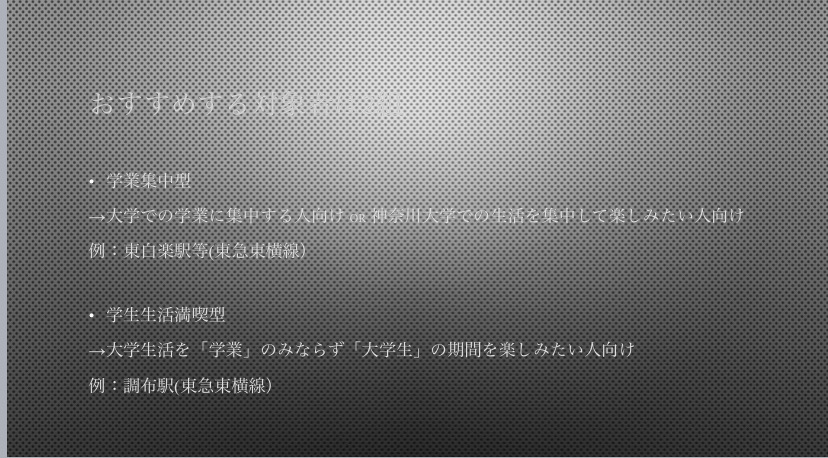 おすすめする対象者は2種
• 学業集中型
→大学での学業に集中する人向け OR 神奈川大学での生活を集中して楽しみたい人向け
例：東白楽駅等(東急東横線）
• 学生生活満喫型
→大学生活を「学業」のみならず「大学生」の期間を楽しみたい人向け
例：調布駅(東急東横線）